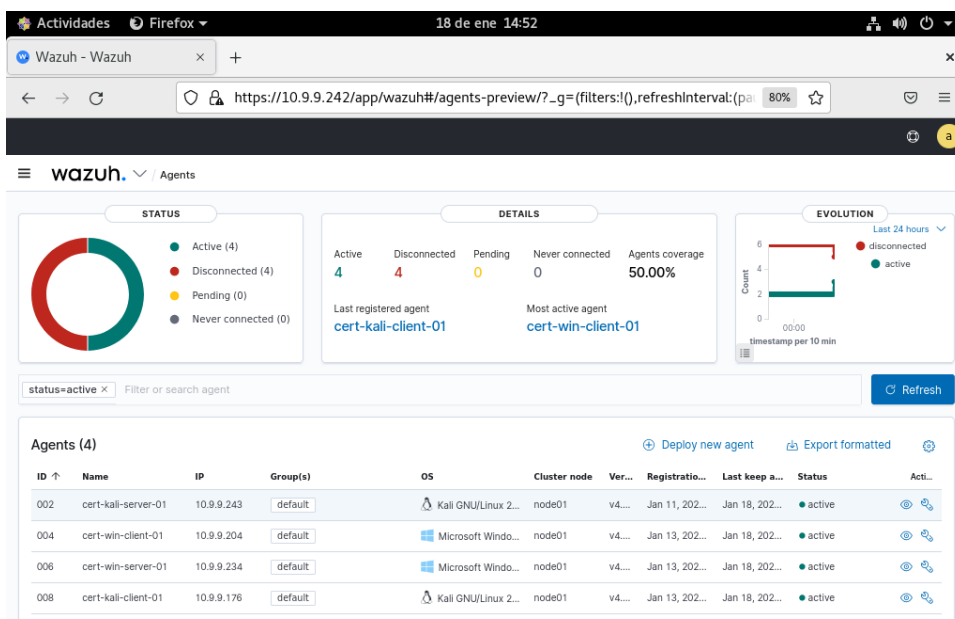 Actividades Firefox 18 de ene 14:52
Wazuh - Wazuh
https://10.9.9.242/app/wazuh#/agents-preview/?_g=(filters:!(),refreshInterval:(pa 80%
a
wazuh. / Agents
STATUS
Active (4)
Disconnected (4)
Pending (0)
Never connected (0)
DETAILS
Active Disconnected Pending Never connected Agents coverage
4 4 0 0 50.00%
Last registered agent Most active agent
cert-kali-client-01 cert-win-client-01
EVOLUTION
Last 24 hours
disconnected
active
Count
6
4
2
0
00:00
timestamp per 10 min
status=active × Filter or search agent Refresh
Agents (4) Deploy new agent Export formatted
ID Name IP Group(s) OS Cluster node Ver... Registratio... Last keep a... Status Acti...
002 cert-kali-server-01 10.9.9.243 default Kali GNU/Linux 2... node01 v4.... Jan 11, 202... Jan 18, 202... active
004 cert-win-client-01 10.9.9.204 default Microsoft Windo... node01 v4.... Jan 13, 202... Jan 18, 202... active
006 cert-win-server-01 10.9.9.234 default Microsoft Windo... node01 v4.... Jan 13, 202... Jan 18, 202... active
008 cert-kali-client-01 10.9.9.176 default Kali GNU/Linux 2... node01 v4.... Jan 13, 202... Jan 18, 202... active